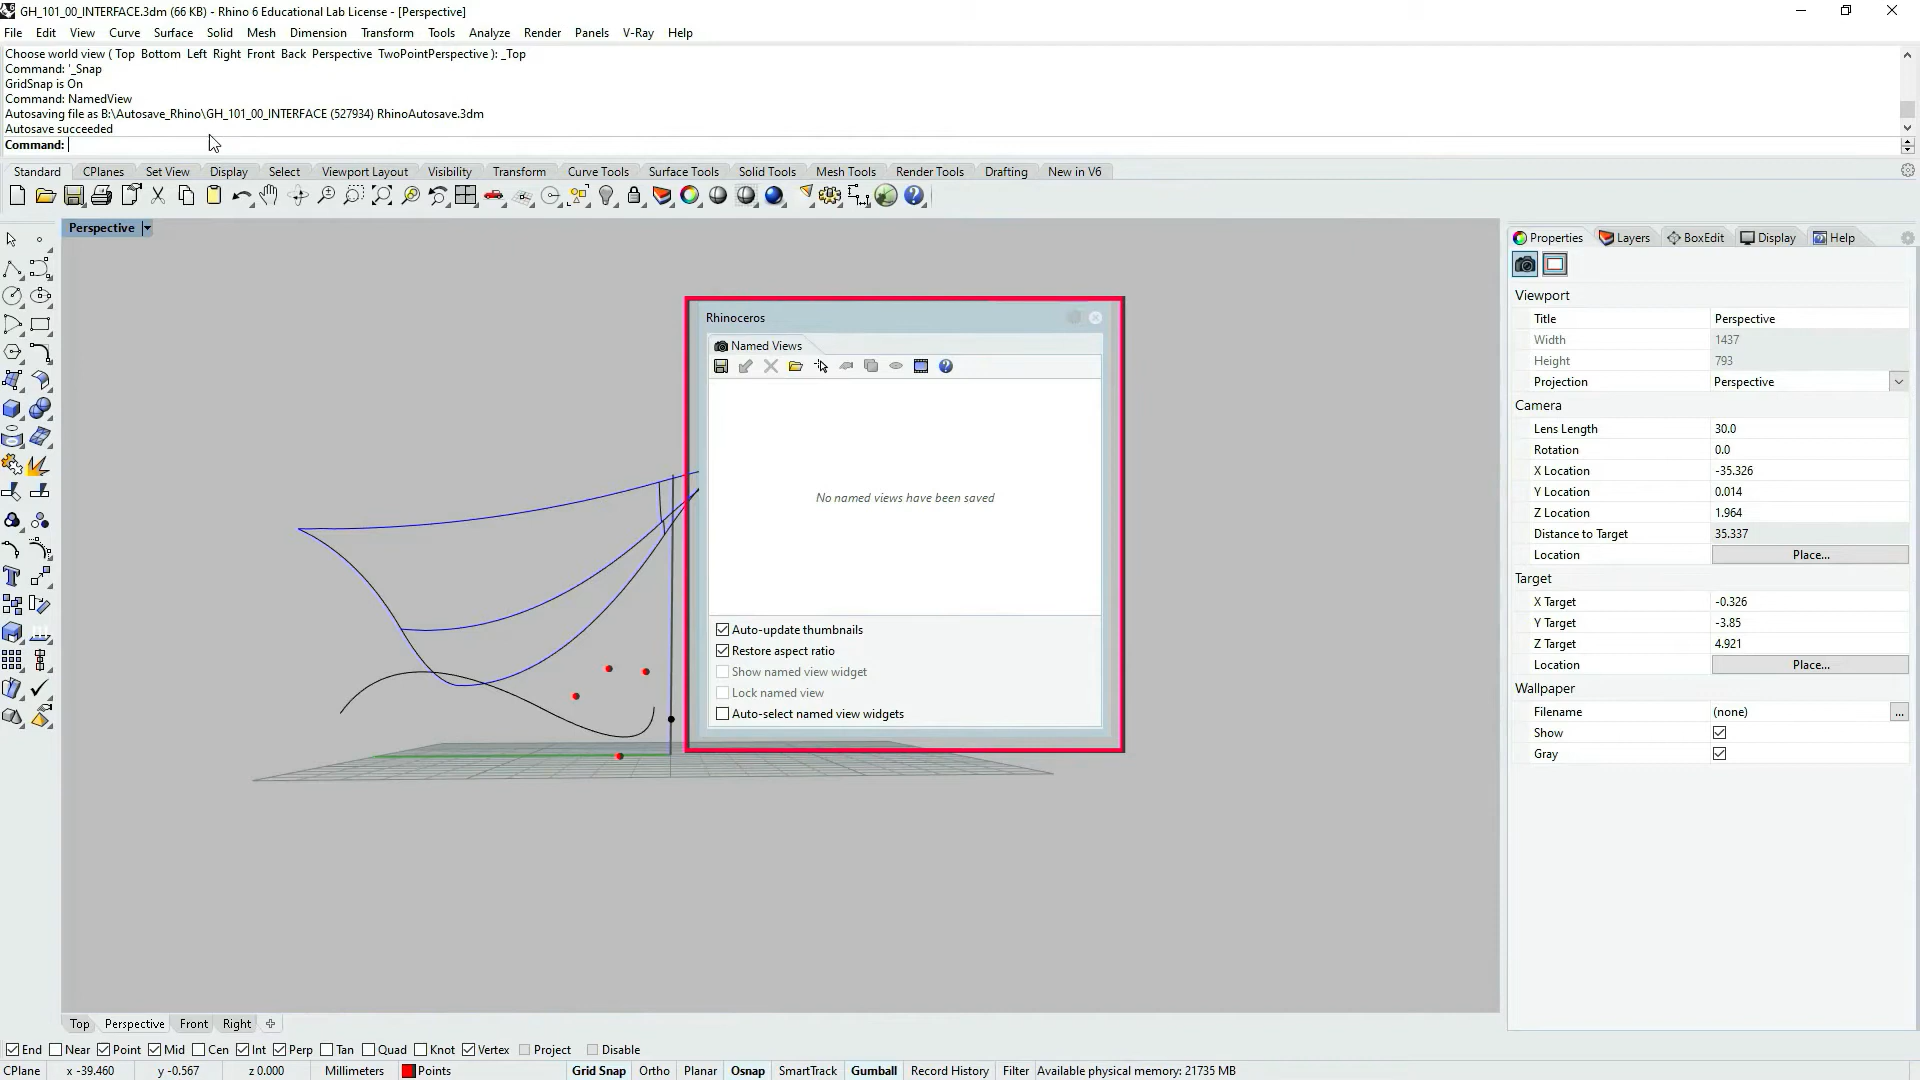 GH_101_00_INTERFACE.3dm (66 KB) - Rhino 6 Educational Lab License - [Perspective]
File Edit View Curve Surface Solid Mesh Dimension Transform Tools Analyze Render Panels V-Ray Help
Choose world view ( Top Bottom Left Right Front Back Perspective TwoPointPerspective ): _Top
Command: '_Snap
GridSnap is On
Command: NamedView
Autosaving file as B:\Autosave_Rhino\GH_101_00_INTERFACE (527934) RhinoAutosave.3dm
Autosave succeeded
Command:
Standard CPlanes Set View Display Select Viewport Layout Visibility Transform Curve Tools Surface Tools Solid Tools Mesh Tools Render Tools Drafting New in V6
Perspective
Properties Layers BoxEdit Display Help
Viewport
Title Perspective
Width 1437
Height 793
Projection Perspective
Camera
Lens Length 30.0
Rotation 0.0
X Location -35.326
Y Location 0.014
Z Location 1.964
Distance to Target 35.337
Location Place...
Target
X Target -0.326
Y Target -3.85
Z Target 4.921
Location Place...
Wallpaper
Filename (none) ...
Show
Gray
Rhinoceros
Named Views
No named views have been saved
Auto-update thumbnails
Restore aspect ratio
Show named view widget
Lock named view
Auto-select named view widgets
Top Perspective Front Right
End Near Point Mid Cen Int Perp Tan Quad Knot Vertex Project Disable
CPlane x -39.460 y -0.567 z 0.000 Millimeters Points Grid Snap Ortho Planar Osnap SmartTrack Gumball Record History Filter Available physical memory: 21735 MB